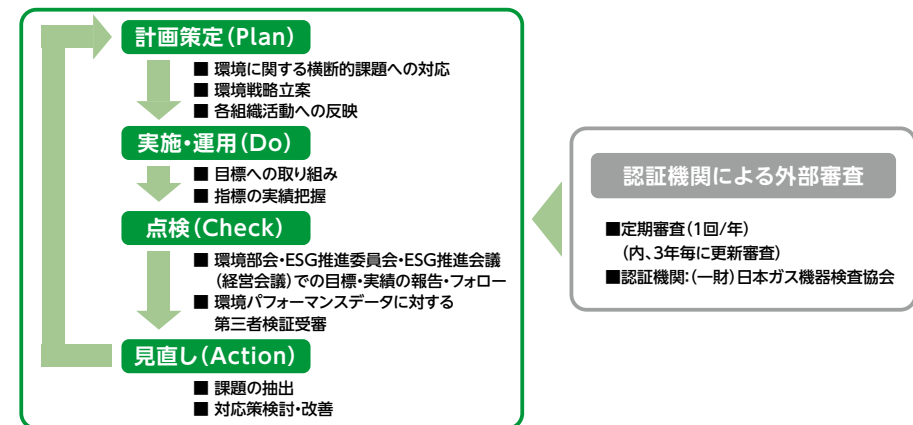 計画策定(Plan)
■ 環境に関する横断的課題への対応
■ 環境戦略立案
■ 各組織活動への反映
実施・運用(Do)
■ 目標への取り組み
■ 指標の実績把握
点検(Check)
■ 環境部会・ESG推進委員会・ESG推進会議
(経営会議)での目標・実績の報告・フォロー
■ 環境パフォーマンスデータに対する
第三者検証受審
見直し(Action)
■ 課題の抽出
■ 対応策検討・改善
認証機関による外部審査
■定期審査(1回/年)
(内、3年毎に更新審査)
■認証機関:(一財)日本ガス機器検査協会